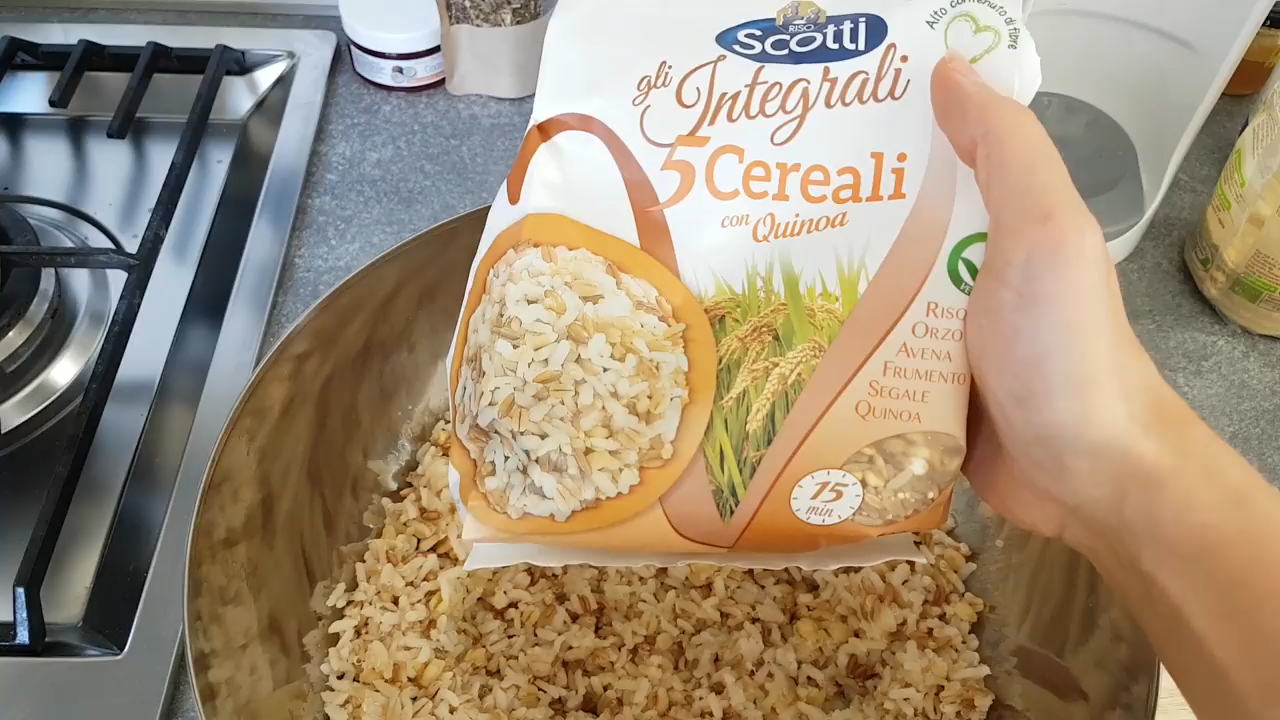 RISO
Scotti
Alto contenuto di fibre
gli Integrali
5 Cereali
con Quinoa
RISO
ORZO
AVENA
FRUMENTO
SEGALE
QUINOA
15
min